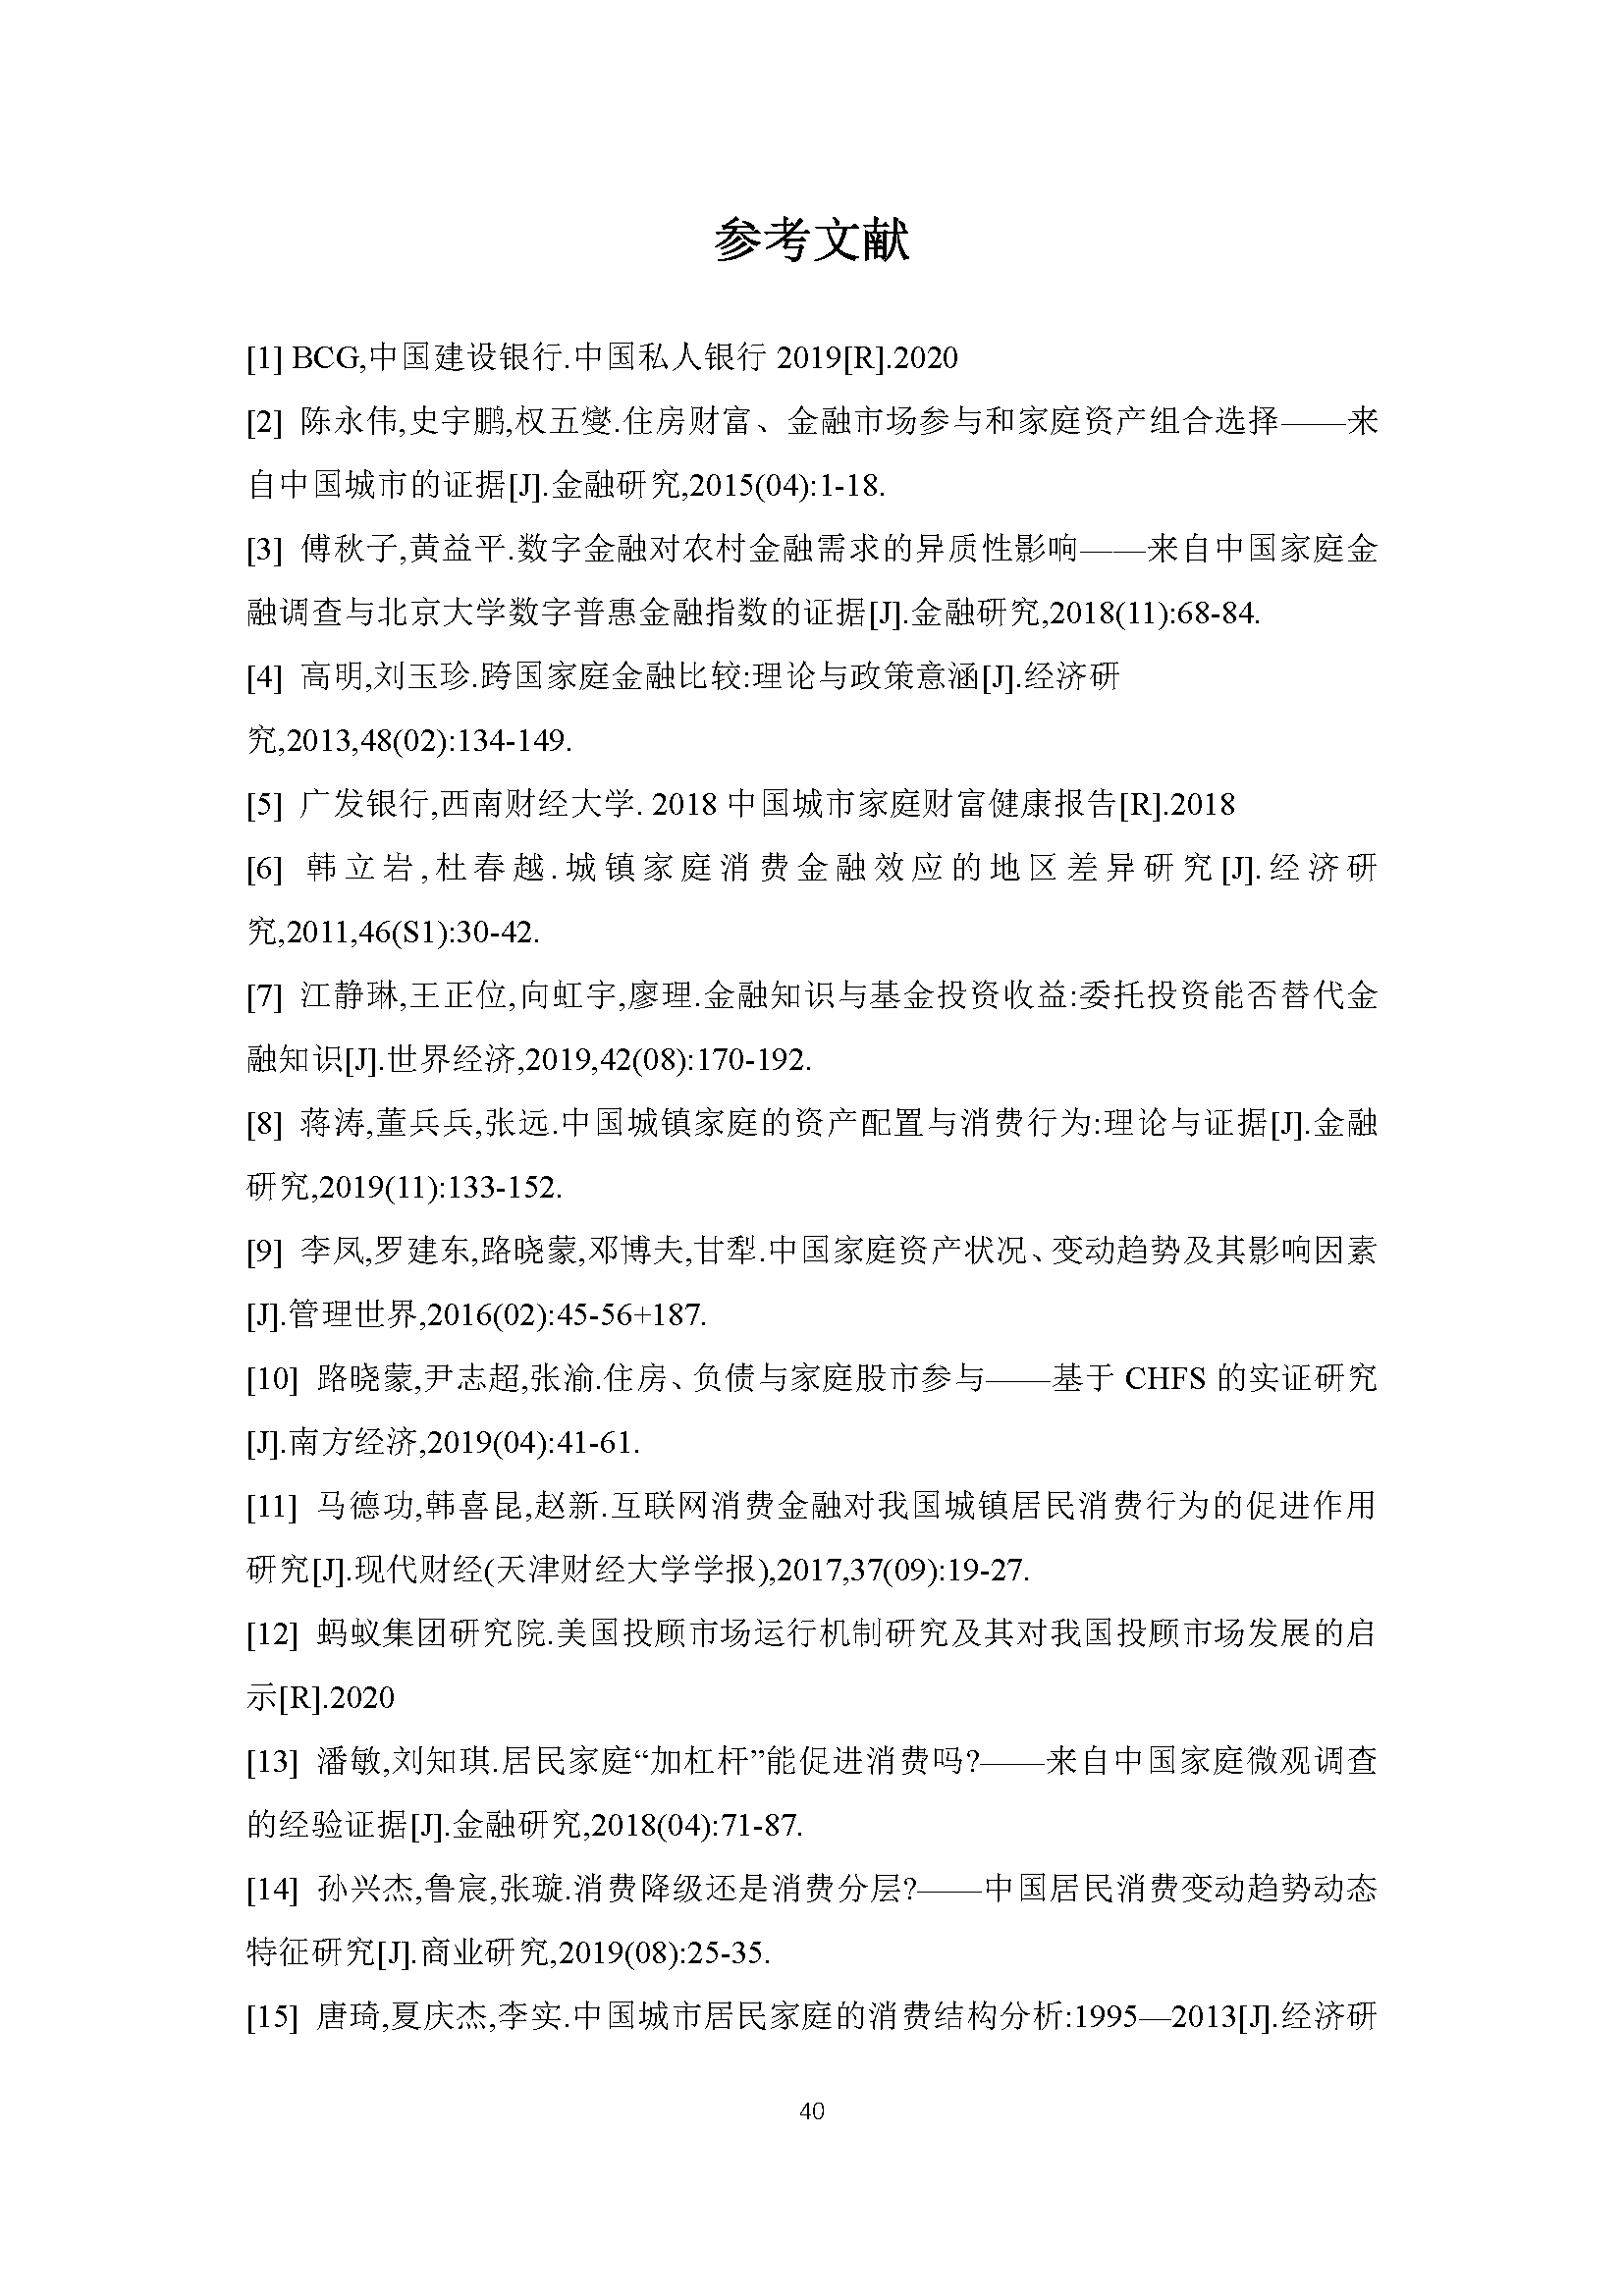 参考文献
[1] BCG,中国建设银行.中国私人银行 2019[R].2020
[2] 陈永伟,史宇鹏,权五燮.住房财富、金融市场参与和家庭资产组合选择——来
自中国城市的证据[J].金融研究,2015(04):1-18.
[3] 傅秋子,黄益平.数字金融对农村金融需求的异质性影响——来自中国家庭金
融调查与北京大学数字普惠金融指数的证据[J].金融研究,2018(11):68-84.
[4] 高明,刘玉珍.跨国家庭金融比较:理论与政策意涵[J].经济研
究,2013,48(02):134-149.
[5] 广发银行,西南财经大学. 2018 中国城市家庭财富健康报告[R].2018
[6] 韩立岩,杜春越.城镇家庭消费金融效应的地区差异研究[J].经济研
究,2011,46(S1):30-42.
[7] 江静琳,王正位,向虹宇,廖理.金融知识与基金投资收益:委托投资能否替代金
融知识[J].世界经济,2019,42(08):170-192.
[8] 蒋涛,董兵兵,张远.中国城镇家庭的资产配置与消费行为:理论与证据[J].金融
研究,2019(11):133-152.
[9] 李凤,罗建东,路晓蒙,邓博夫,甘犁.中国家庭资产状况、变动趋势及其影响因素
[J].管理世界,2016(02):45-56+187.
[10] 路晓蒙,尹志超,张渝.住房、负债与家庭股市参与——基于 CHFS 的实证研究
[J].南方经济,2019(04):41-61.
[11] 马德功,韩喜昆,赵新.互联网消费金融对我国城镇居民消费行为的促进作用
研究[J].现代财经(天津财经大学学报),2017,37(09):19-27.
[12] 蚂蚁集团研究院.美国投顾市场运行机制研究及其对我国投顾市场发展的启
示[R].2020
[13] 潘敏,刘知琪.居民家庭“加杠杆”能促进消费吗?——来自中国家庭微观调查
的经验证据[J].金融研究,2018(04):71-87.
[14] 孙兴杰,鲁宸,张璇.消费降级还是消费分层?——中国居民消费变动趋势动态
特征研究[J].商业研究,2019(08):25-35.
[15] 唐琦,夏庆杰,李实.中国城市居民家庭的消费结构分析:1995—2013[J].经济研
40